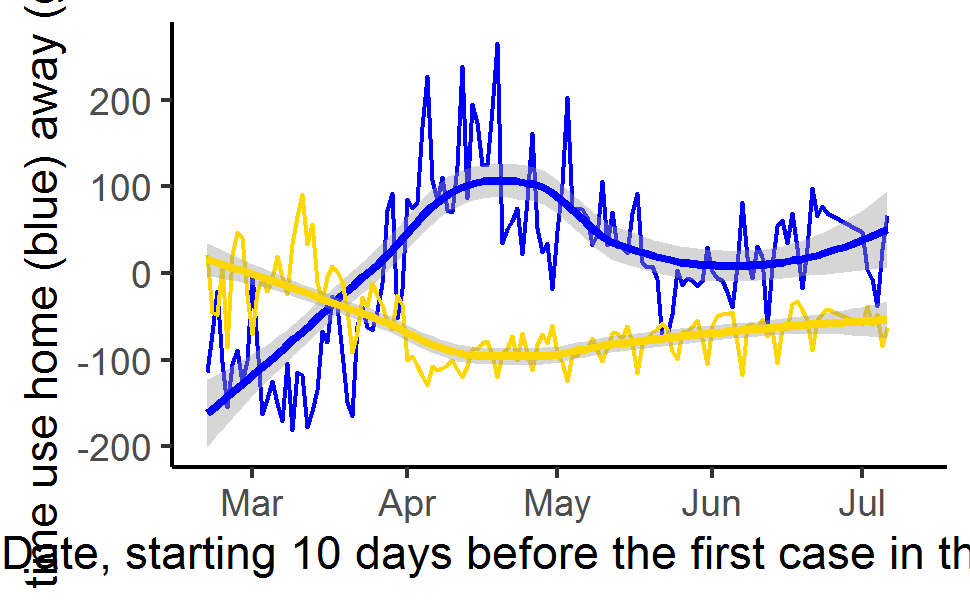 time use home (blue) away (
200
100
0
-100
-200
Mar Apr May Jun Jul
Date, starting 10 days before the first case in th